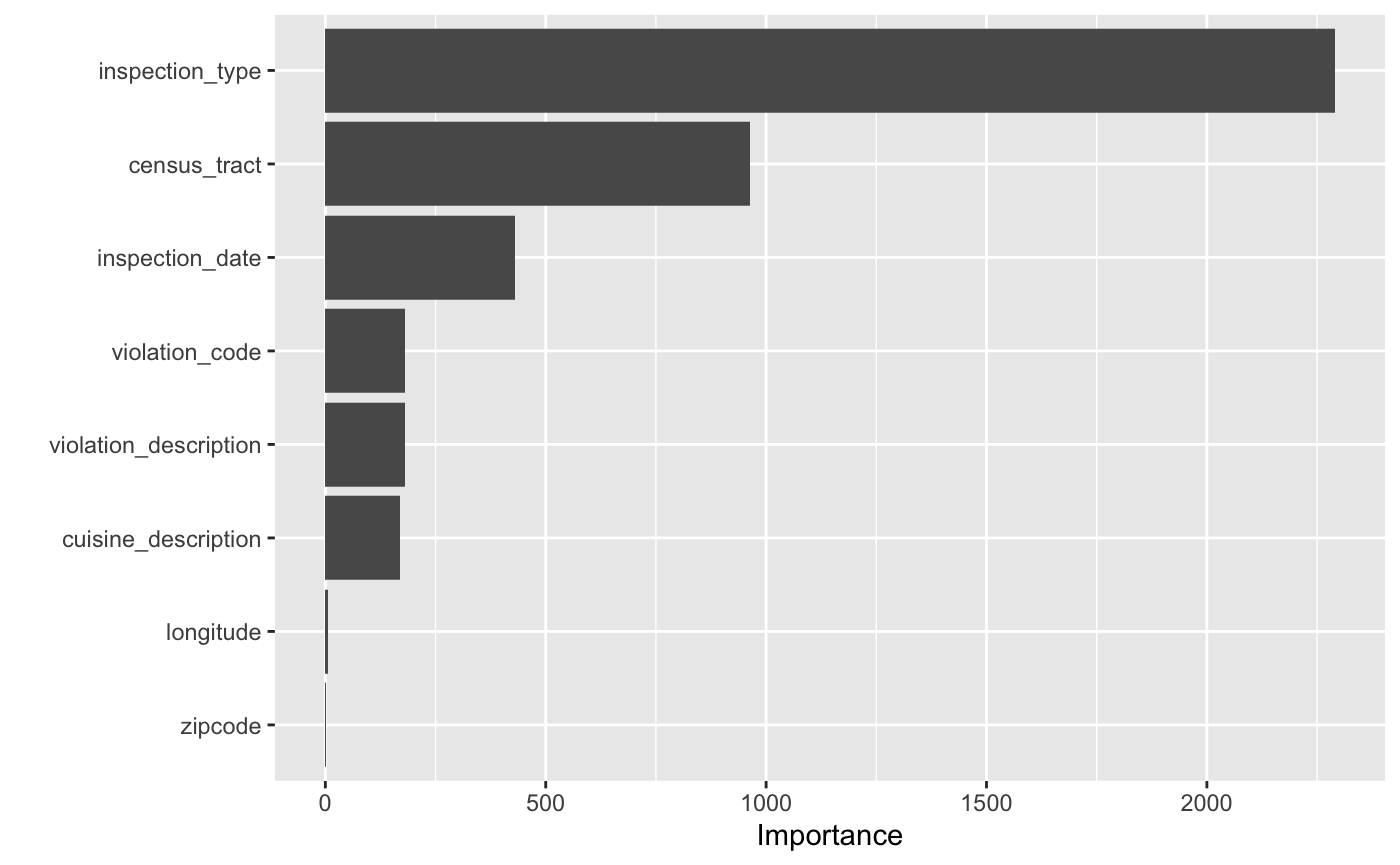 inspection_type
census_tract
inspection_date
violation_code
violation_description
cuisine_description
longitude
zipcode
0 500 1000 1500 2000
Importance